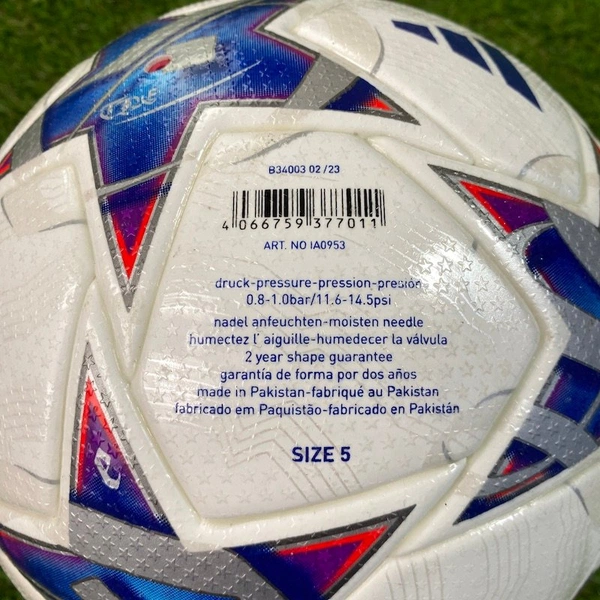 B34003 02/23
4 066759 377011
ART. NO IA0953
druck-pressure-pression-presión
0.8-1.0bar/11.6-14.5psi
nadel anfeuchten-moisten needle
humectez l' aiguille-humedecer la válvula
2 year shape guarantee
garantía de forma por dos años
made in Pakistan-fabriqué au Pakistan
fabricado em Paquistão-fabricado en Pakistán
SIZE 5